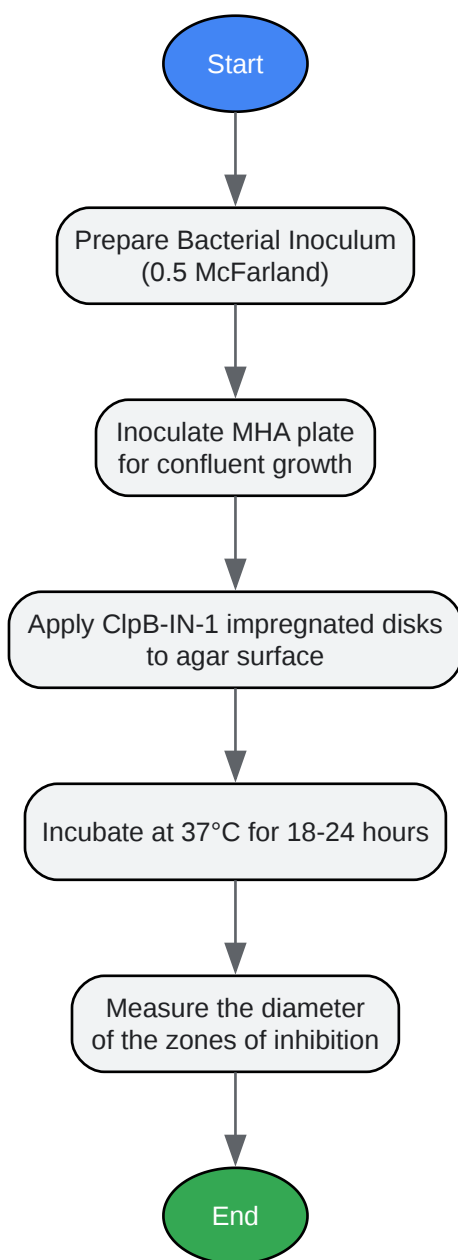 Start
Prepare Bacterial Inoculum
(0.5 McFarland)
Inoculate MHA plate
for confluent growth
Apply ClpB-IN-1 impregnated disks
to agar surface
Incubate at 37°C for 18-24 hours
Measure the diameter
of the zones of inhibition
End